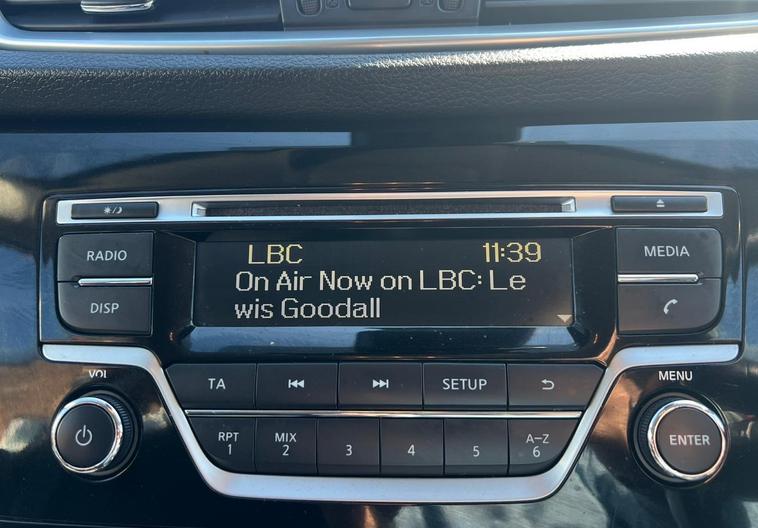 RADIO
DISP
LBC 11:39
On Air Now on LBC: Le
wis Goodall
MEDIA
VOL
TA
SETUP
MENU
RPT
1
MIX
2
3
4
5
A-Z
6
ENTER